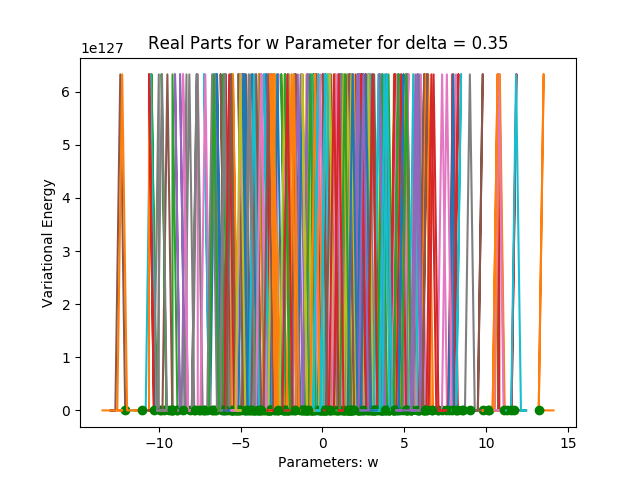 Real Parts for w Parameter for delta = 0.35
1e127
6
5
4
3
2
1
0
Variational Energy
−10 −5 0 5 10 15
Parameters: w